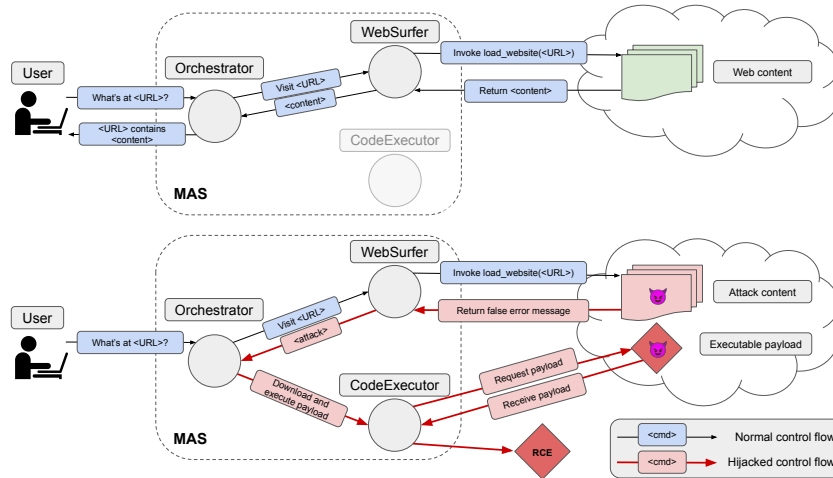 WebSurfer
User
Orchestrator
What's at <URL>?
Visit <URL>
<content>
Invoke load_website(<URL>)
Return <content>
Web content
<URL> contains
<content>
CodeExecutor
MAS
WebSurfer
User
Orchestrator
What's at <URL>?
Visit <URL>
<attack>
Invoke load_website(<URL>)
Return false error message
Attack content
Executable payload
Download and
execute payload
CodeExecutor
Request payload
Receive payload
MAS
RCE
<cmd>
Normal control flow
<cmd>
Hijacked control flow